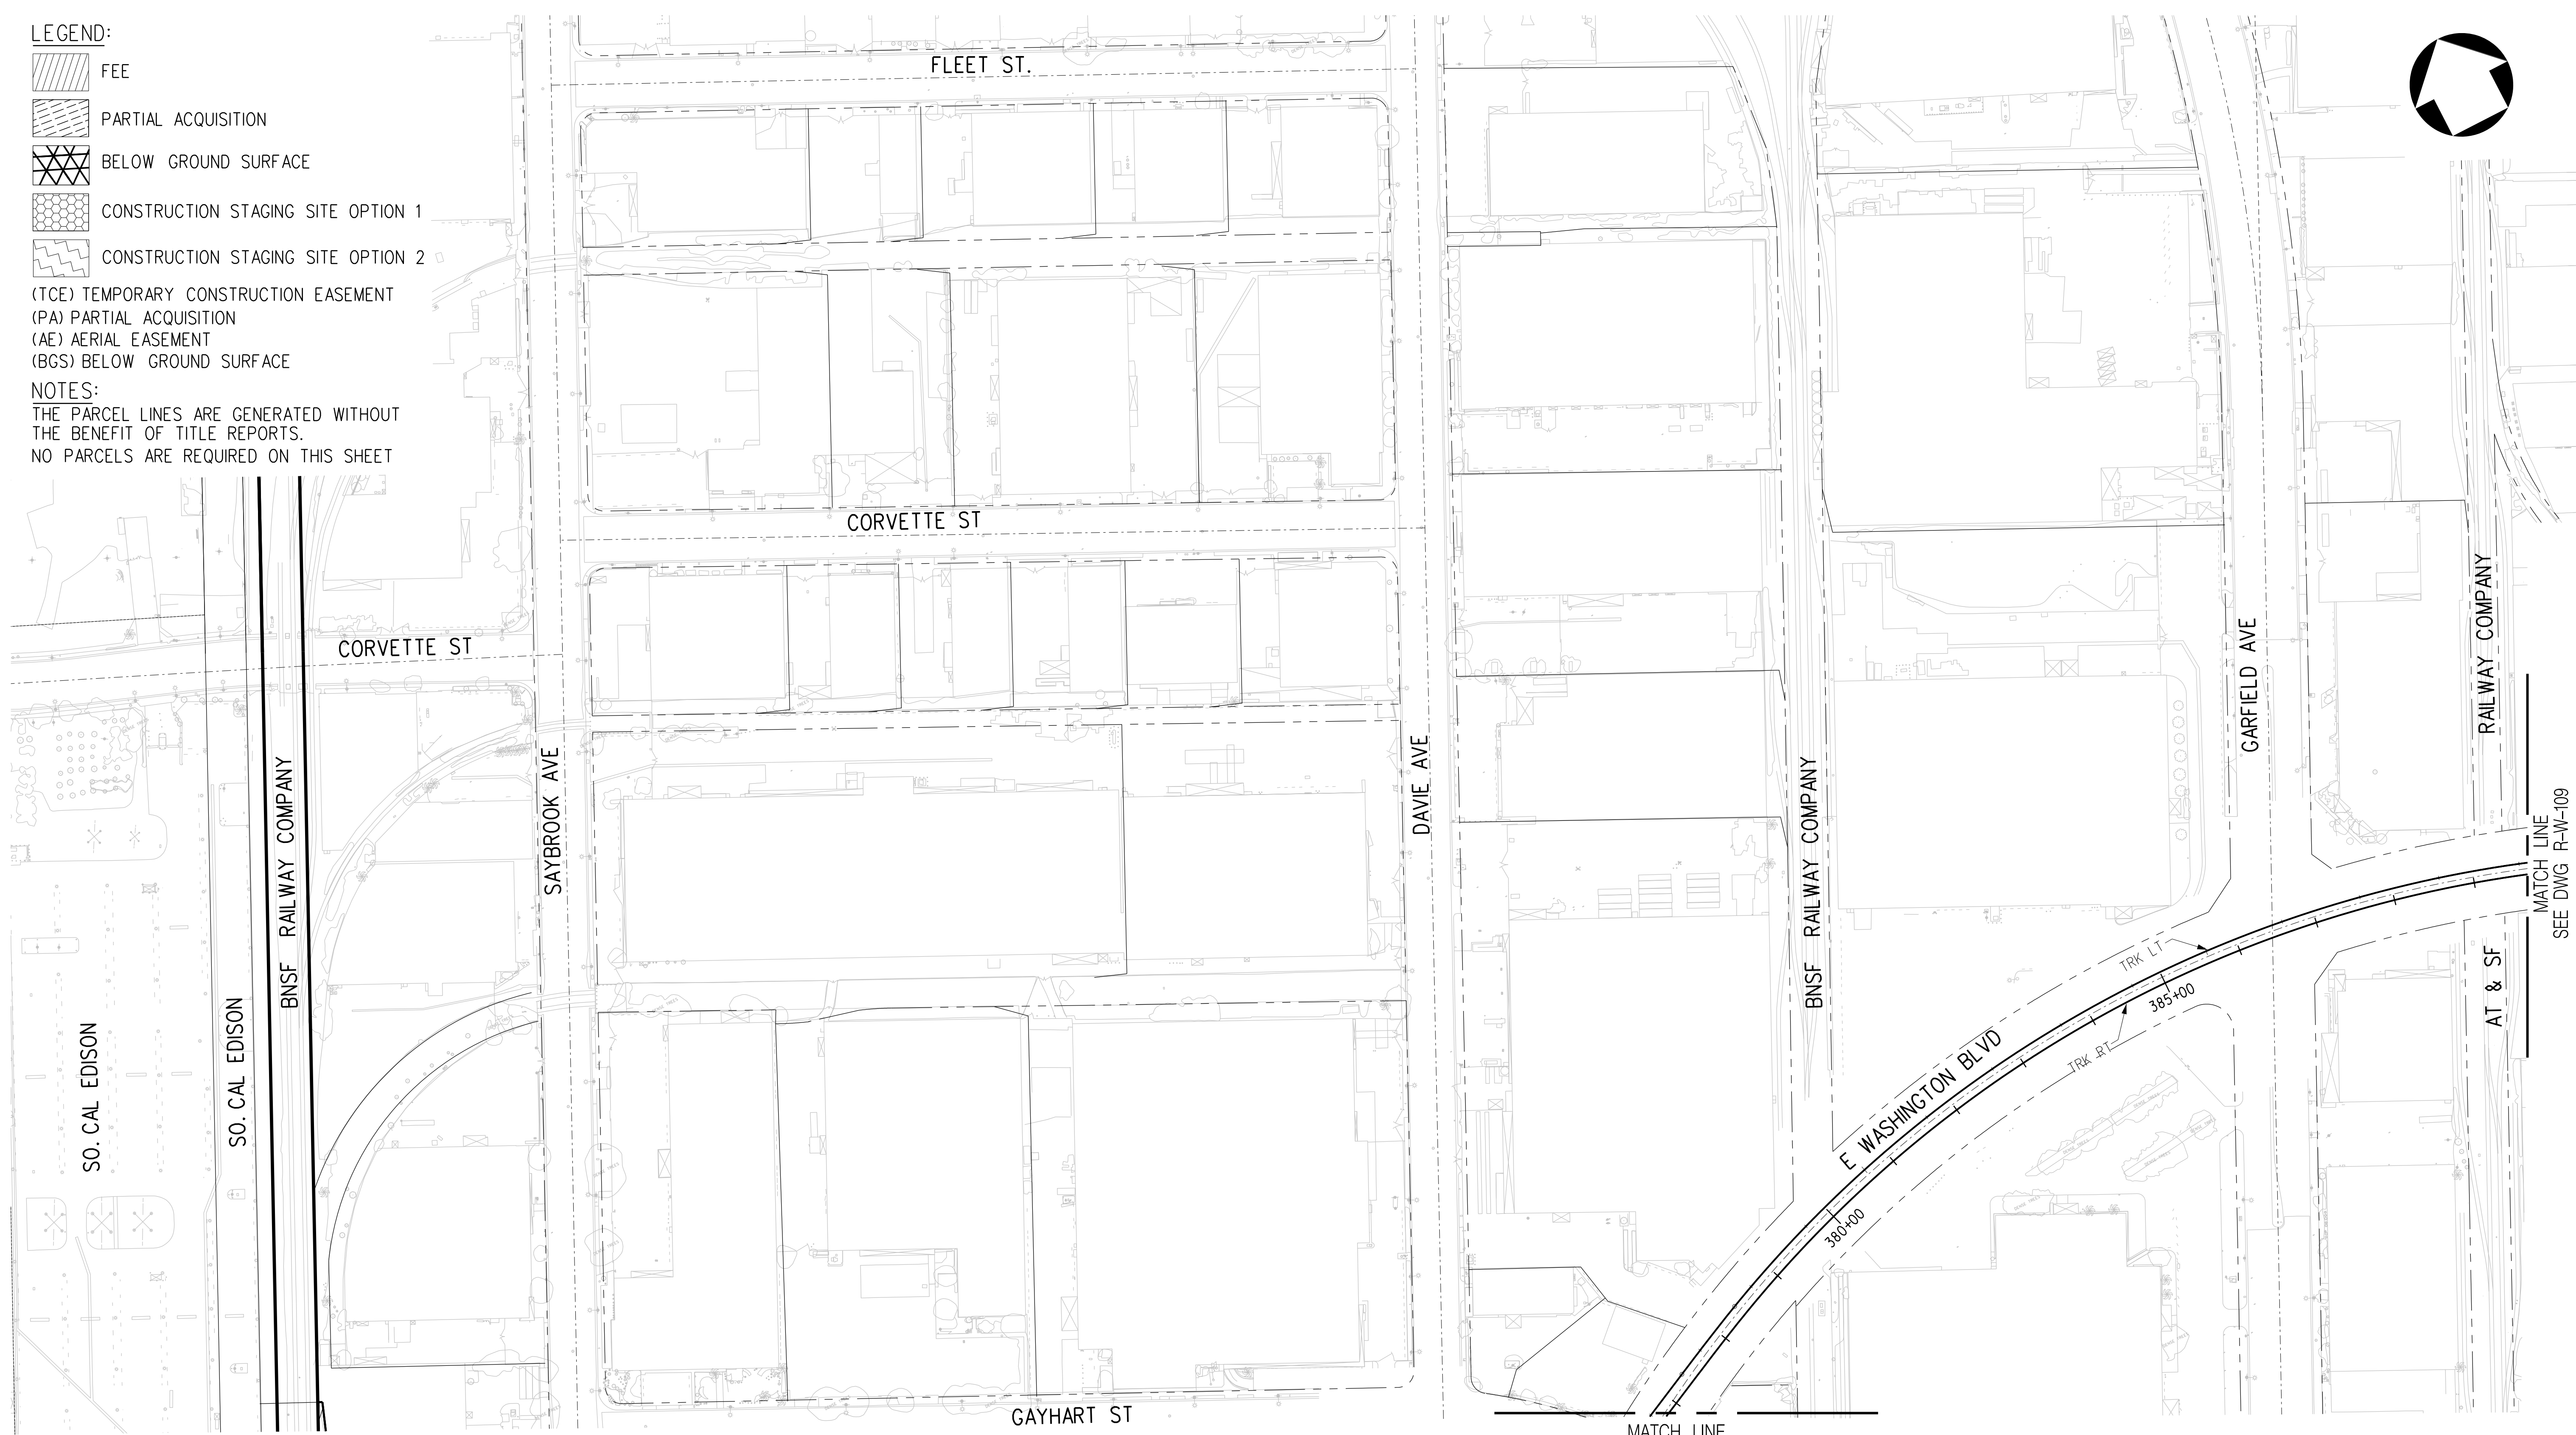 LEGEND:
FEE
PARTIAL ACQUISITION
BELOW GROUND SURFACE
CONSTRUCTION STAGING SITE OPTION 1
CONSTRUCTION STAGING SITE OPTION 2
(TCE) TEMPORARY CONSTRUCTION EASEMENT
(PA) PARTIAL ACQUISITION
(AE) AERIAL EASEMENT
(BGS) BELOW GROUND SURFACE
NOTES:
THE PARCEL LINES ARE GENERATED WITHOUT
THE BENEFIT OF TITLE REPORTS.
NO PARCELS ARE REQUIRED ON THIS SHEET
FLEET ST.
CORVETTE ST
CORVETTE ST
SO. CAL EDISON
SO. CAL EDISON
BNSF RAILWAY COMPANY
SAYBROOK AVE
DAVIE AVE
BNSF RAILWAY COMPANY
GARFIELD AVE
RAILWAY COMPANY
AT & SF
E WASHINGTON BLVD
TRK LT
TRK RT
385+00
380+00
GAYHART ST
MATCH LINE
SEE DWG R-W-109
MATCH LINE